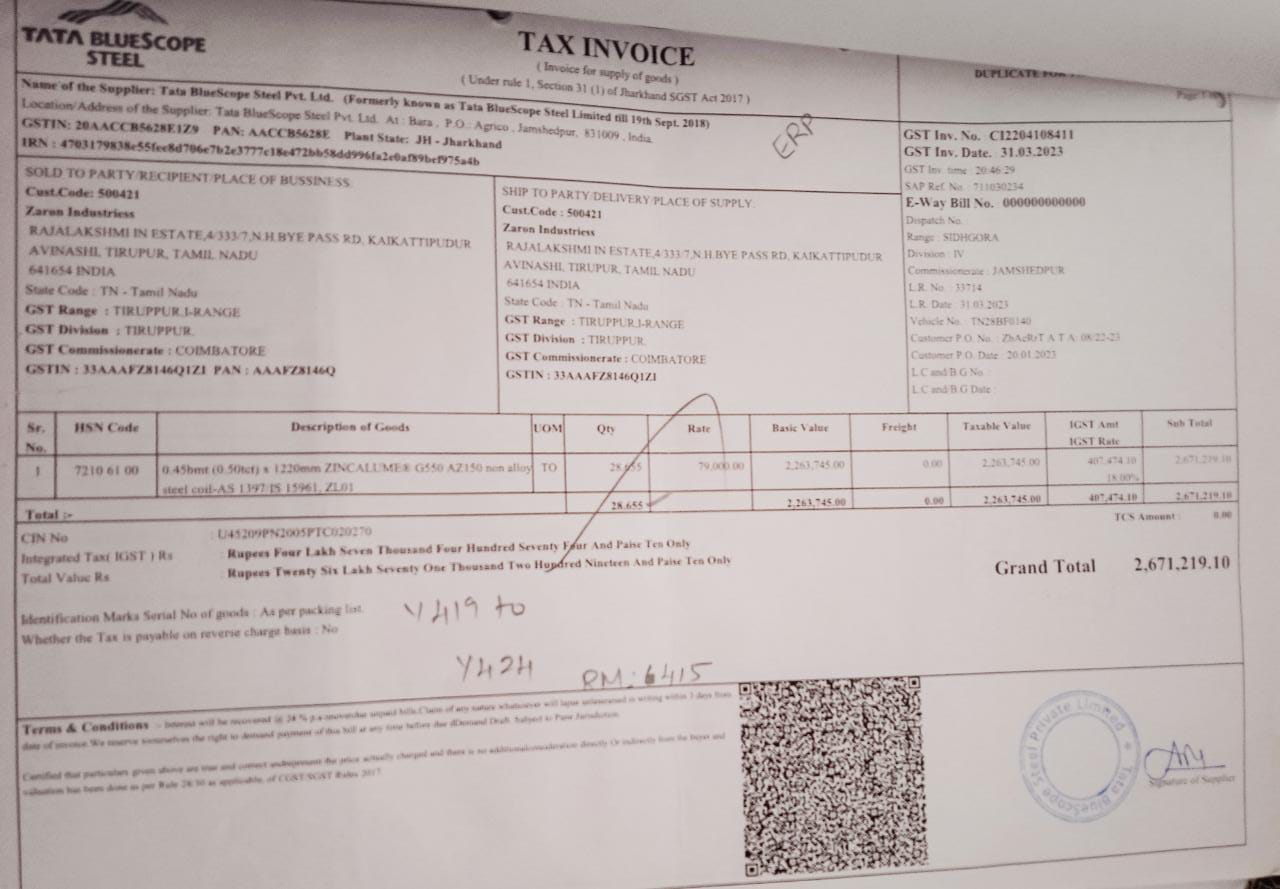 TATA BLUESCOPE
STEEL
TAX INVOICE
( Invoice for supply of goods )
( Under rule 1, Section 31 (1) of Jharkhand SGST Act 2017 )
DUPLICATE FOR
Name of the Supplier: Tata BlueScope Steel Pvt. Ltd. (Formerly known as Tata BlueScope Steel Limited till 19th Sept. 2018)
Location/Address of the Supplier: Tata BlueScope Steel Pvt. Ltd. At : Bara , P.O.: Agrico , Jamshedpur, 831009 , India.
GSTIN: 20AACCB5628E1Z9 PAN: AACCB5628E Plant State: JH - Jharkhand
IRN : 4703179838e55fee8d706e7b2e3777c18e472bb58dd996fa2e0af89bef975a4b
ERP
GST Inv. No. CI2204108411
GST Inv. Date. 31.03.2023
GST Inv. time : 20:46:29
SAP Ref. No. : 711030234
E-Way Bill No. 000000000000
Dispatch No.
Range : SIDHGORA
Division : IV
Commissionerate : JAMSHEDPUR
L.R. No. : 33714
L.R. Date : 31.03.2023
Vehicle No. : TN28BF0140
Customer P.O. No. : ZbAcRrT A T A: 08/22-23
Customer P.O. Date : 20.01.2023
L.C and/B.G No. :
L.C and/B.G Date :
SOLD TO PARTY/RECIPIENT/PLACE OF BUSSINESS:
Cust.Code: 500421
Zaron Industriess
RAJALAKSHMI IN ESTATE,4/333/7,N.H.BYE PASS RD, KAIKATTIPUDUR
AVINASHI, TIRUPUR, TAMIL NADU
641654 INDIA
State Code : TN - Tamil Nadu
GST Range : TIRUPPUR.I-RANGE
GST Division : TIRUPPUR.
GST Commissionerate : COIMBATORE
GSTIN : 33AAAFZ8146Q1Z1 PAN : AAAFZ8146Q
SHIP TO PARTY/DELIVERY/PLACE OF SUPPLY:
Cust.Code : 500421
Zaron Industriess
RAJALAKSHMI IN ESTATE,4/333/7,N.H.BYE PASS RD, KAIKATTIPUDUR
AVINASHI, TIRUPUR, TAMIL NADU
641654 INDIA
State Code : TN - Tamil Nadu
GST Range : TIRUPPUR.I-RANGE
GST Division : TIRUPPUR.
GST Commissionerate : COIMBATORE
GSTIN : 33AAAFZ8146Q1Z1
Sr. No. HSN Code Description of Goods UOM Qty Rate Basic Value Freight Taxable Value IGST Amt IGST Rate Sub Total
1 7210 61 00 0.45bmt (0.50tct) x 1220mm ZINCALUME® G550 AZ150 non alloy TO 28.655 79,000.00 2,263,745.00 0.00 2,263,745.00 407,474.10 2,671,219.10
steel coil-AS 1397/IS 15961, ZL01 18.00%
Total :- 28.655 2,263,745.00 0.00 2,263,745.00 407,474.10 2,671,219.10
TCS Amount : 0.00
CIN No : U45209PN2005PTC020270
Integrated Tax( IGST ) Rs : Rupees Four Lakh Seven Thousand Four Hundred Seventy Four And Paise Ten Only
Total Value Rs : Rupees Twenty Six Lakh Seventy One Thousand Two Hundred Nineteen And Paise Ten Only
Grand Total 2,671,219.10
Identification Marks Serial No of goods : As per packing list.
Whether the Tax is payable on reverse charge basis : No
Y419 to
Y424 RM: 6415
Terms & Conditions :- Interest will be recovered @ 24 % p.a on overdue unpaid bills.Claim of any nature whatsoever will lapse unless raised in writing within 3 days from
date of invoice.We reserve to ourselves the right to demand payment of this bill at any time before due Demand Draft. Subject to Pune Jurisdiction.
Certified that particulars given above are true and correct and represent the price actually charged and there is no additional consideration directly Or indirectly from the buyer and
valuation has been done as per Rule 28/30 as applicable, of CGST/SGST Rules 2017.
Tata BlueScope Steel Private Limited
Signature of Supplier